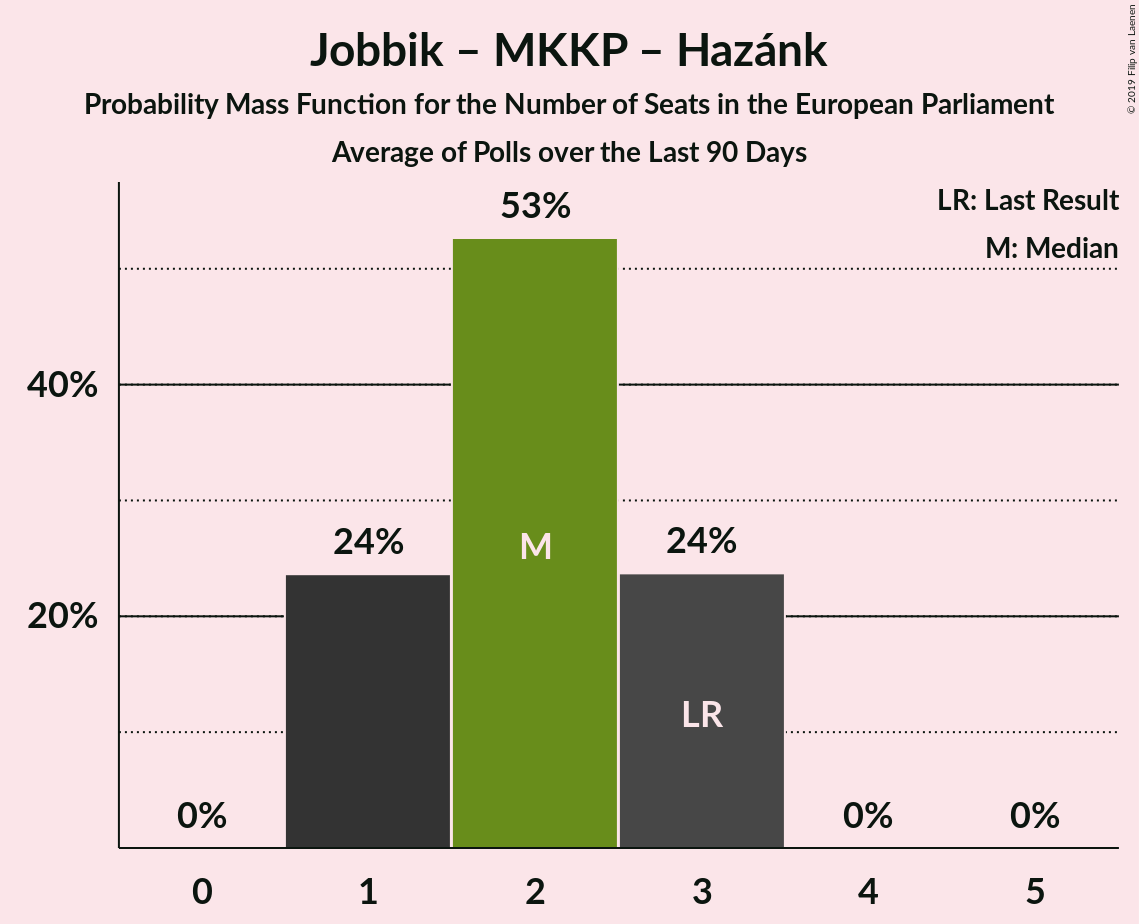 Jobbik – MKKP – Hazánk
Probability Mass Function for the Number of Seats in the European Parliament
Average of Polls over the Last 90 Days
© 2019 Filip van Laenen
LR: Last Result
M: Median
53%
40%
24%
M
24%
20%
LR
0%
0%
0%
0
1
2
3
4
5